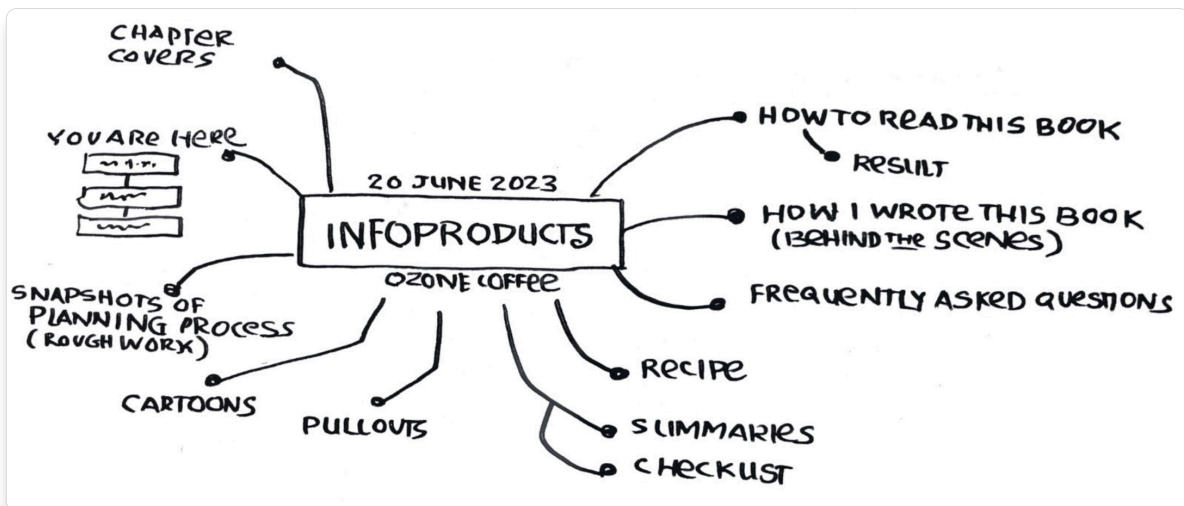 CHAPTER
COVERS
YOU ARE HERE
20 JUNE 2023
INFOPRODUCTS
OZONE COFFEE
HOW TO READ THIS BOOK
RESULT
HOW I WROTE THIS BOOK
(BEHIND THE SCENES)
FREQUENTLY ASKED QUESTIONS
SNAPSHOTS OF
PLANNING PROCESS
(ROUGH WORK)
CARTOONS
PULLOUTS
RECIPE
SUMMARIES
CHECKLIST